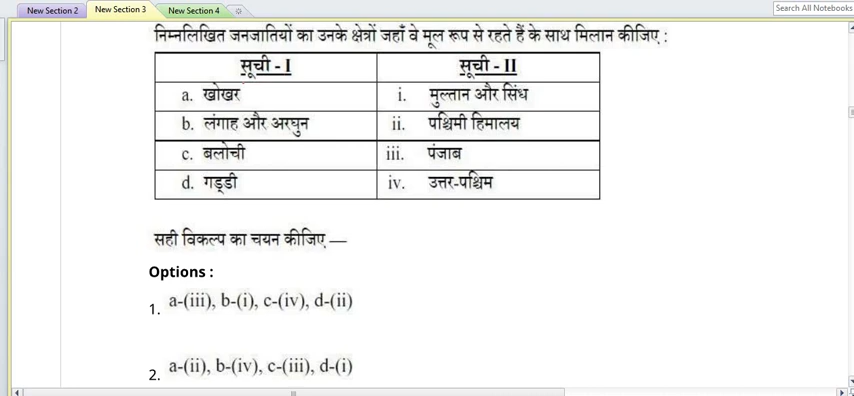 New Section 2 New Section 3 New Section 4 Search All Notebooks
निम्नलिखित जनजातियों का उनके क्षेत्रों जहाँ वे मूल रूप से रहते हैं के साथ मिलान कीजिए :
सूची - I सूची - II
a. खोखर i. मुल्तान और सिंध
b. लंगाह और अरघुन ii. पश्चिमी हिमालय
c. बलोची iii. पंजाब
d. गड्डी iv. उत्तर-पश्चिम
सही विकल्प का चयन कीजिए —
Options :
1. a-(iii), b-(i), c-(iv), d-(ii)
2. a-(ii), b-(iv), c-(iii), d-(i)